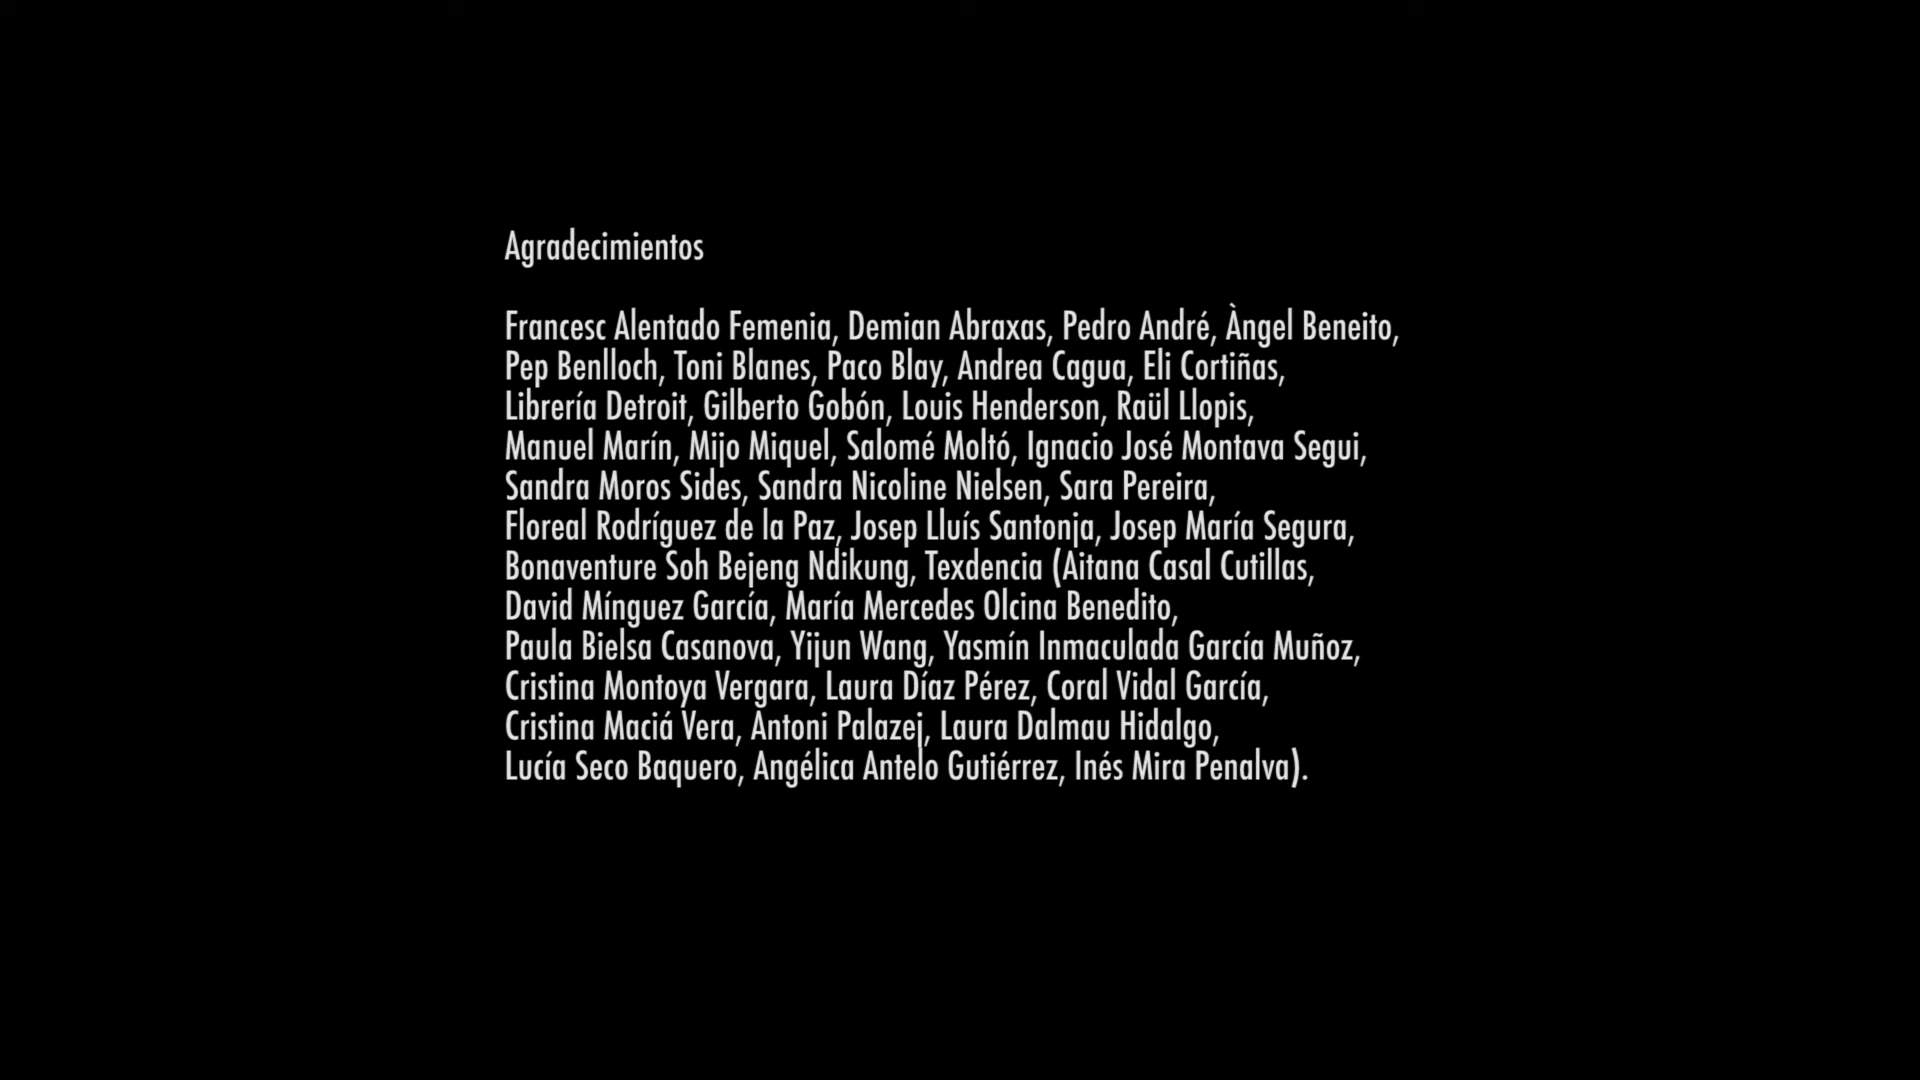 Agradecimientos
Francesc Alentado Femenia, Demian Abraxas, Pedro André, Àngel Beneito,
Pep Benlloch, Toni Blanes, Paco Blay, Andrea Cagua, Eli Cortiñas,
Librería Detroit, Gilberto Gobón, Louis Henderson, Raül Llopis,
Manuel Marín, Mijo Miquel, Salomé Moltó, Ignacio José Montava Segui,
Sandra Moros Sides, Sandra Nicoline Nielsen, Sara Pereira,
Floreal Rodríguez de la Paz, Josep Lluís Santonja, Josep María Segura,
Bonaventure Soh Bejeng Ndikung, Texdencia (Aitana Casal Cutillas,
David Mínguez García, María Mercedes Olcina Benedito,
Paula Bielsa Casanova, Yijun Wang, Yasmín Inmaculada García Muñoz,
Cristina Montoya Vergara, Laura Díaz Pérez, Coral Vidal García,
Cristina Maciá Vera, Antoni Palazej, Laura Dalmau Hidalgo,
Lucía Seco Baquero, Angélica Antelo Gutiérrez, Inés Mira Penalva).